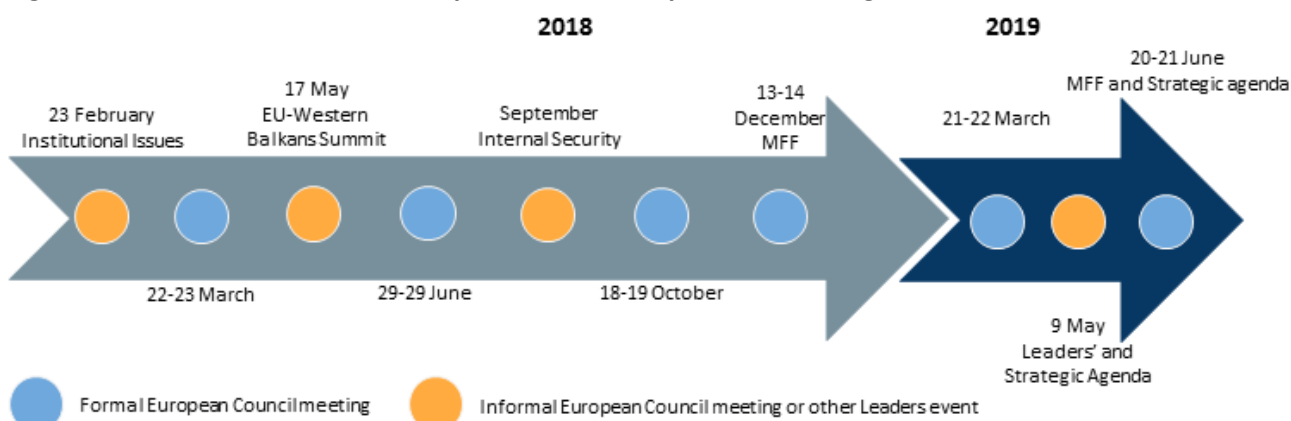 2018
2019
23 February
Institutional Issues
17 May
EU-Western
Balkans Summit
September
Internal Security
13-14
December
MFF
21-22 March
20-21 June
MFF and Strategic agenda
22-23 March
29-29 June
18-19 October
9 May
Leaders' and
Strategic Agenda
Formal European Council meeting
Informal European Council meeting or other Leaders event